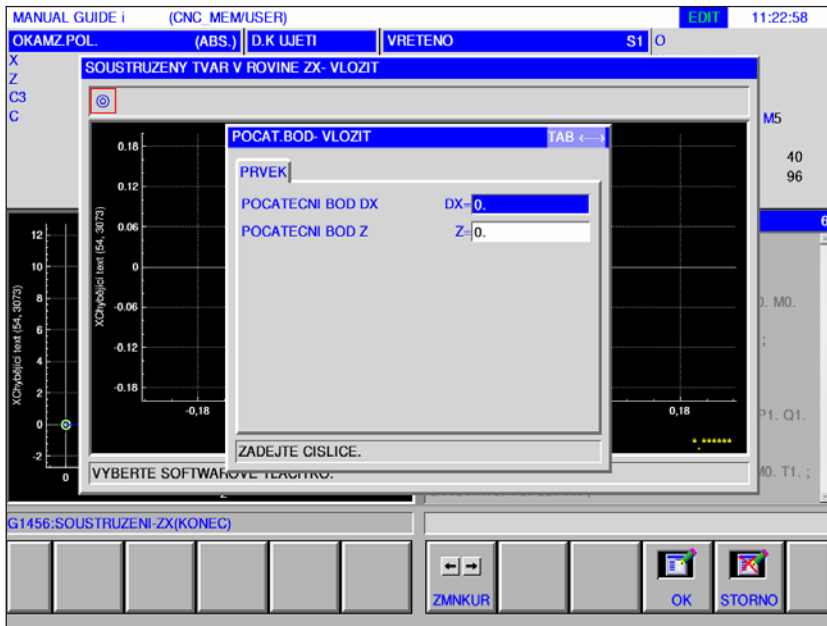 MANUAL GUIDE i (CNC_MEM/USER) EDIT 11:22:58
OKAMZ.POL. (ABS.) D.K UJETI VRETENO S1 O
X
Z
C3
C
SOUSTRUZENY TVAR V ROVINE ZX- VLOZIT
M5
40
96
POCAT.BOD- VLOZIT TAB ←→
PRVEK
POCATECNI BOD DX DX= 0.
POCATECNI BOD Z Z= 0.
ZADEJTE CISLICE.
XChybějící text (54, 3073)
0.18
0.12
0.06
0
-0.06
-0.12
-0.18
-0,18 0,18
*.******
VYBERTE SOFTWAROVE TLACITKO.
XChybějící text (54, 3073)
12
10
8
6
4
2
0
-2
0
6
0. M0.
;
P1. Q1.
M0. T1. ;
G1456:SOUSTRUZENI-ZX(KONEC)
ZMNKUR OK STORNO